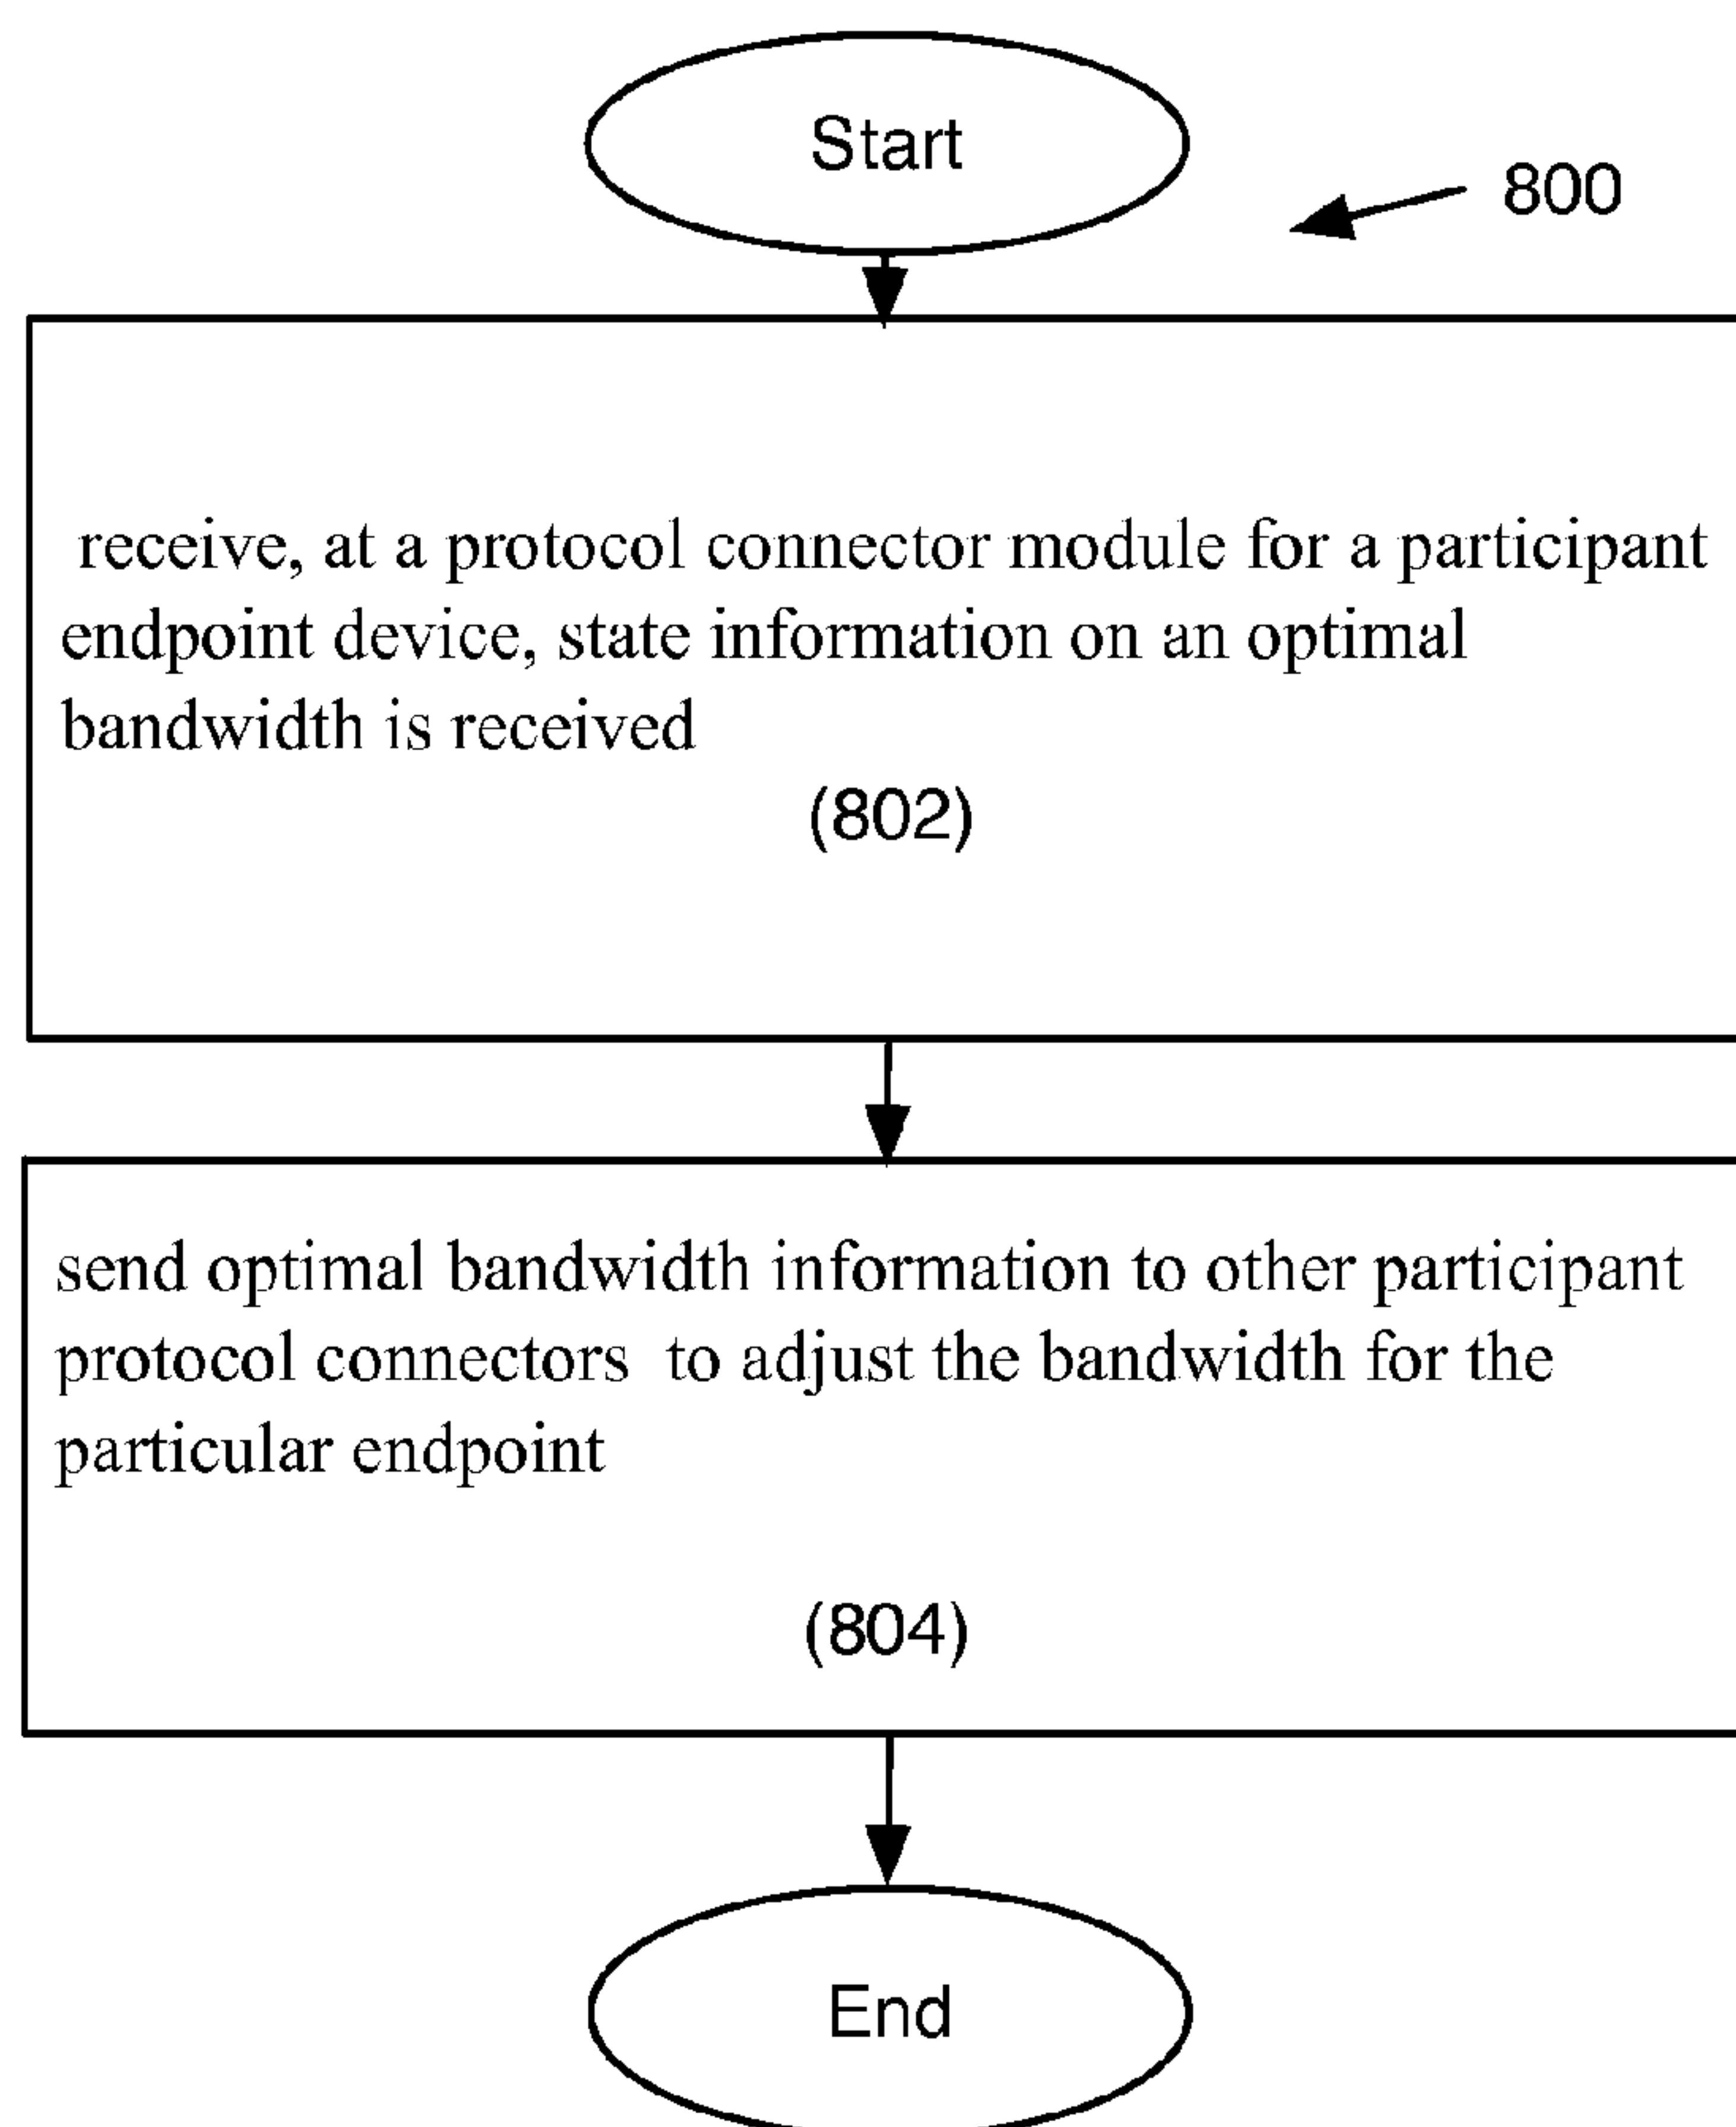 Start
800
receive, at a protocol connector module for a participant
endpoint device, state information on an optimal
bandwidth is received
(802)
send optimal bandwidth information to other participant
protocol connectors to adjust the bandwidth for the
particular endpoint
(804)
End